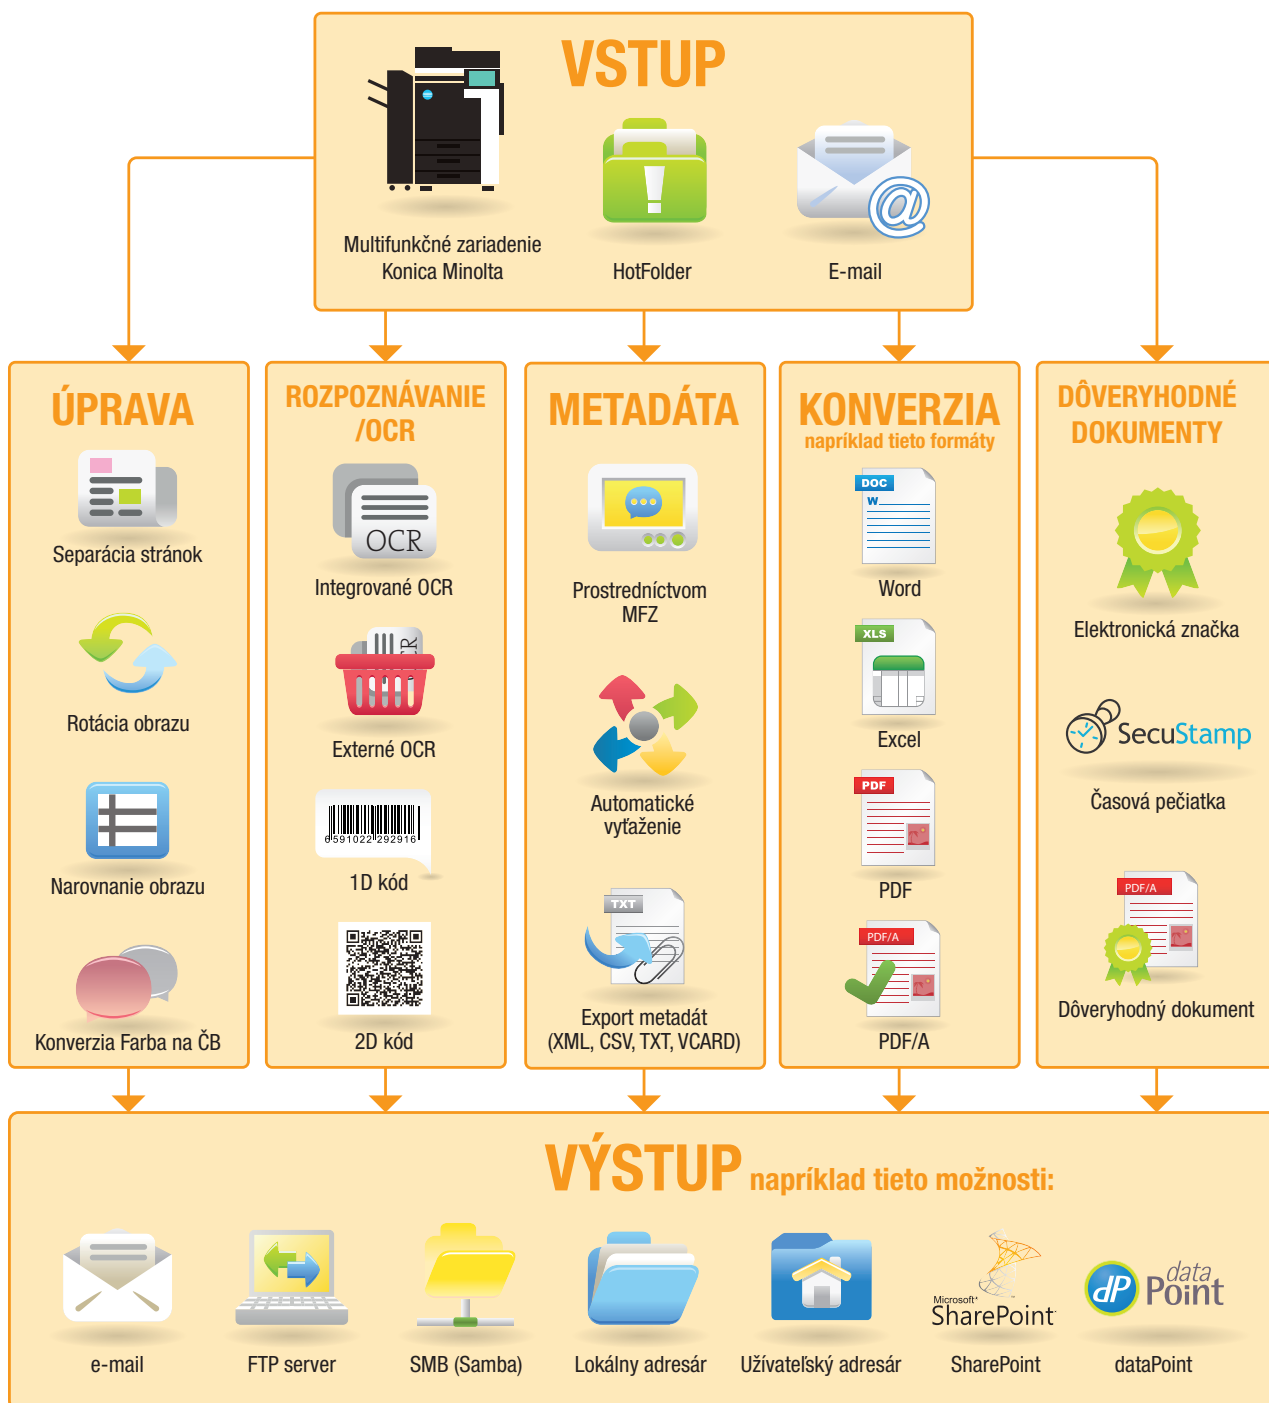 VSTUP
Multifunkčné zariadenie
Konica Minolta
HotFolder
@
E-mail
ÚPRAVA
Separácia stránok
Rotácia obrazu
Narovnanie obrazu
Konverzia Farba na ČB
ROZPOZNÁVANIE
/OCR
OCR
Integrované OCR
Externé OCR
6 591022 292916
1D kód
2D kód
METADÁTA
Prostredníctvom
MFZ
Automatické
vyťaženie
TXT
Export metadát
(XML, CSV, TXT, VCARD)
KONVERZIA
napríklad tieto formáty
DOC
W
Word
XLS
Excel
PDF
PDF
PDF/A
PDF/A
DÔVERYHODNÉ
DOKUMENTY
Elektronická značka
SecuStamp
Časová pečiatka
PDF/A
Dôveryhodný dokument
VÝSTUP napríklad tieto možnosti:
e-mail
FTP server
SMB (Samba)
Lokálny adresár
Užívateľský adresár
Microsoft
SharePoint
SharePoint
dP data
Point
dataPoint